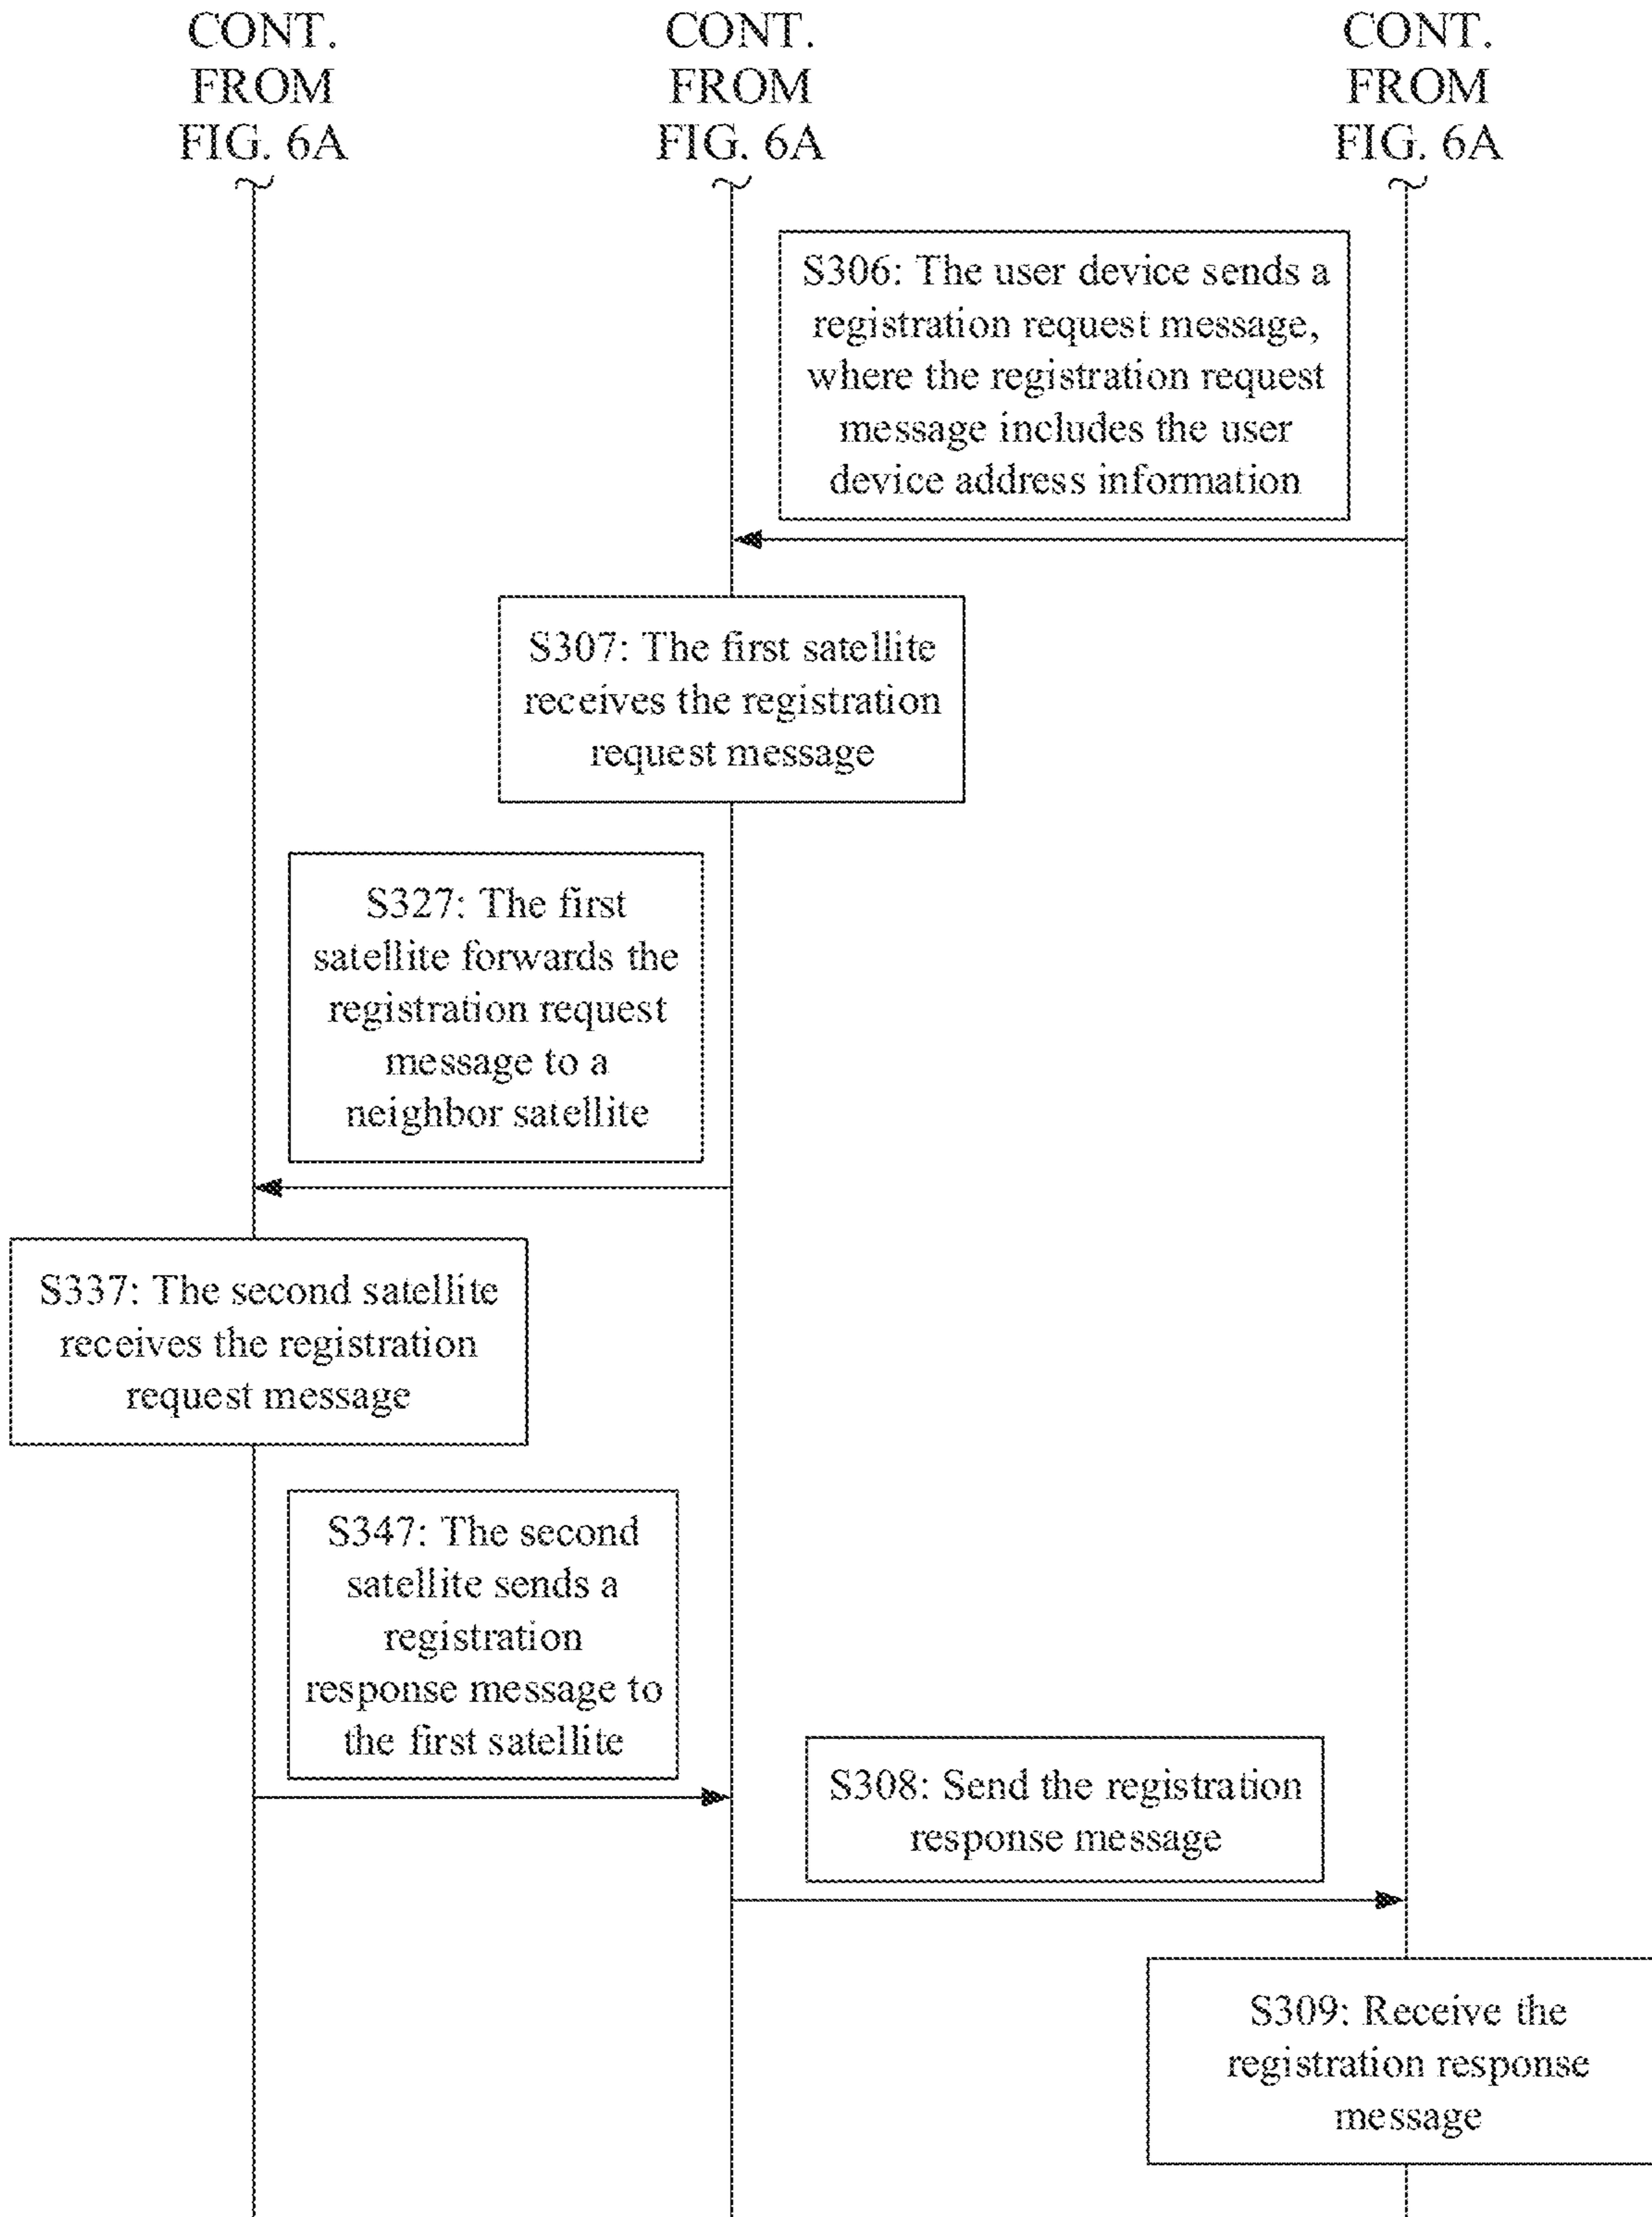 CONT.
FROM
FIG. 6A
CONT.
FROM
FIG. 6A
CONT.
FROM
FIG. 6A
S306: The user device sends a
registration request message,
where the registration request
message includes the user
device address information
S307: The first satellite
receives the registration
request message
S327: The first
satellite forwards the
registration request
message to a
neighbor satellite
S337: The second satellite
receives the registration
request message
S347: The second
satellite sends a
registration
response message to
the first satellite
S308: Send the registration
response message
S309: Receive the
registration response
message